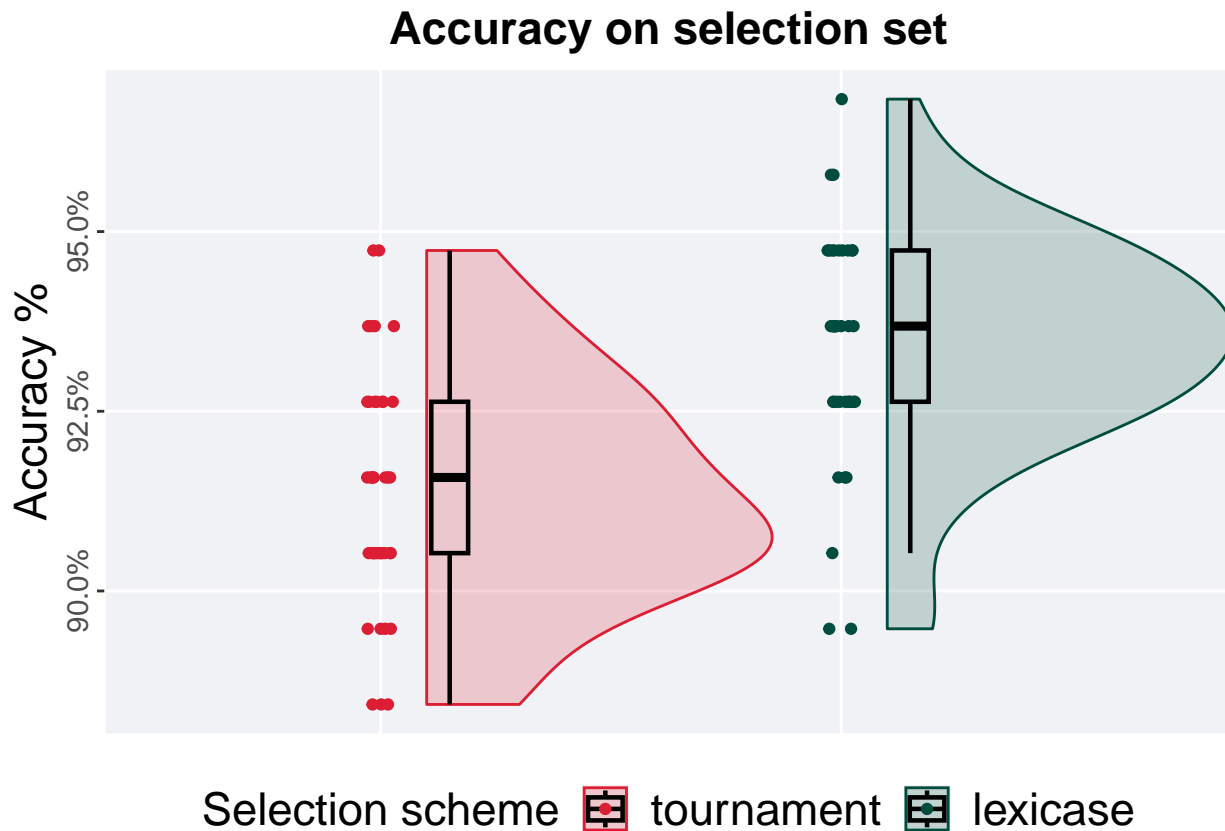 Accuracy on selection set
Accuracy %
95.0%
92.5%
90.0%
Selection scheme tournament lexicase